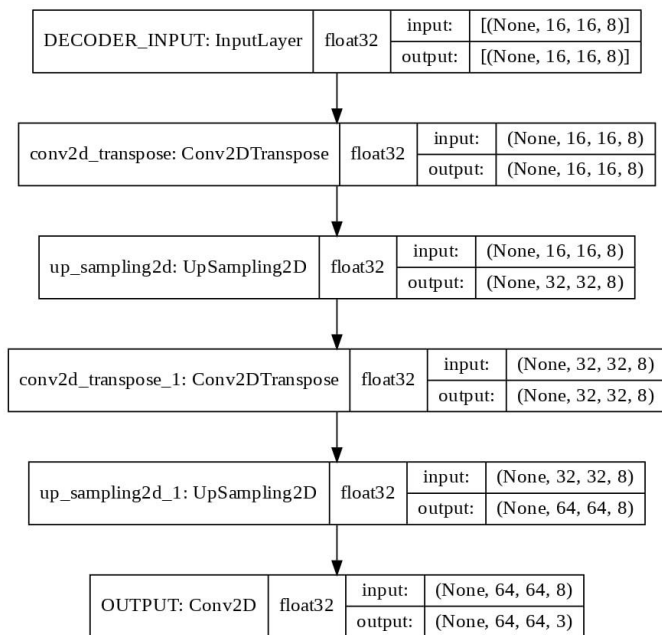 DECODER_INPUT: InputLayer float32 input: [(None, 16, 16, 8)]
output: [(None, 16, 16, 8)]
conv2d_transpose: Conv2DTranspose float32 input: (None, 16, 16, 8)
output: (None, 16, 16, 8)
up_sampling2d: UpSampling2D float32 input: (None, 16, 16, 8)
output: (None, 32, 32, 8)
conv2d_transpose_1: Conv2DTranspose float32 input: (None, 32, 32, 8)
output: (None, 32, 32, 8)
up_sampling2d_1: UpSampling2D float32 input: (None, 32, 32, 8)
output: (None, 64, 64, 8)
OUTPUT: Conv2D float32 input: (None, 64, 64, 8)
output: (None, 64, 64, 3)